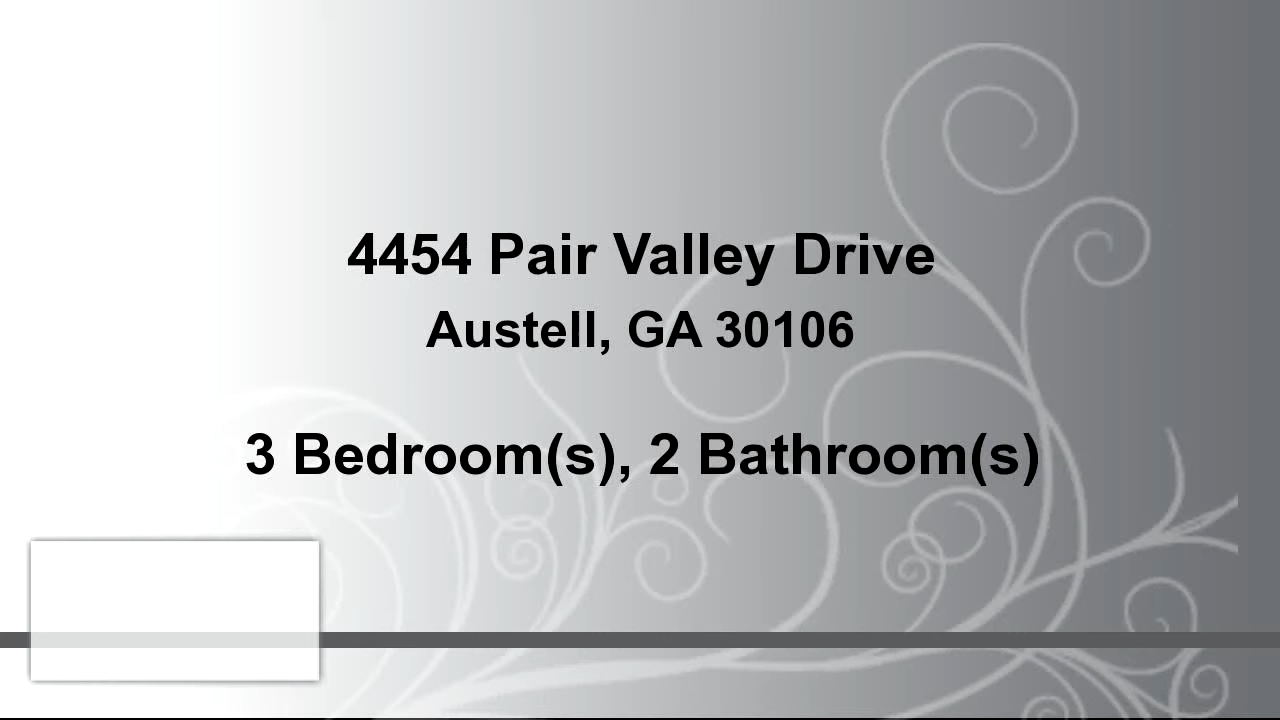 4454 Pair Valley Drive
Austell, GA 30106
3 Bedroom(s), 2 Bathroom(s)